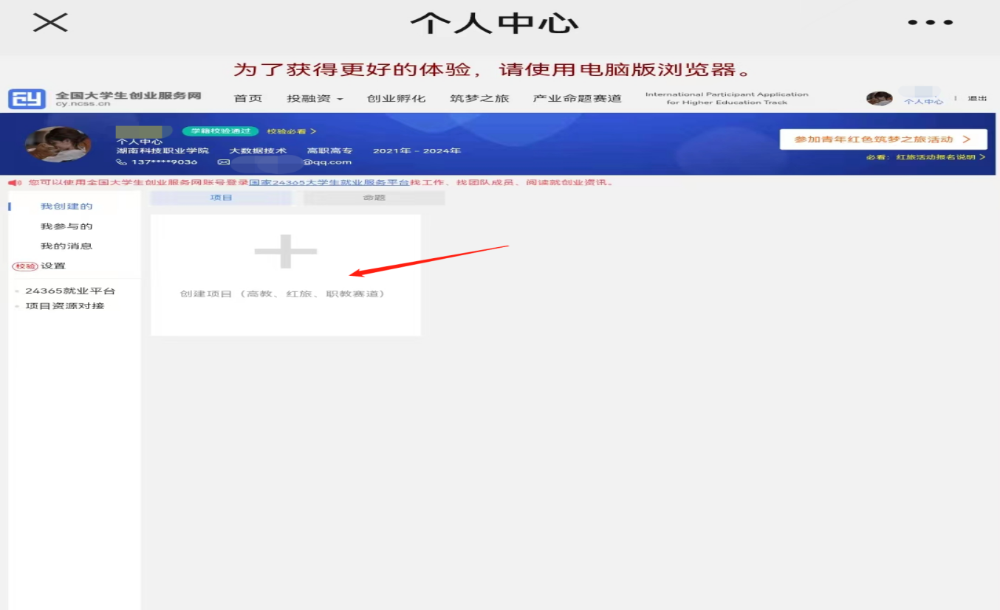 个人中心
为了获得更好的体验，请使用电脑版浏览器。
全国大学生创业服务网
cy.ncss.cn
首页 投融资 创业孵化 筑梦之旅 产业命题赛道
International Participant Application
for Higher Education Track
个人中心 | 退出
学籍校验通过 校验必看 >
个人中心
湖南科技职业学院 大数据技术 高职高专 2021年 - 2024年
137****9036 @qq.com
参加青年红色筑梦之旅活动 >
必看：红旅活动报名说明 >
您可以使用全国大学生创业服务网账号登录国家24365大学生就业服务平台找工作、找团队成员、阅读就创业资讯。
我创建的
我参与的
我的消息
校验 设置
24365就业平台
项目资源对接
项目 命题
创建项目（高教、红旅、职教赛道）